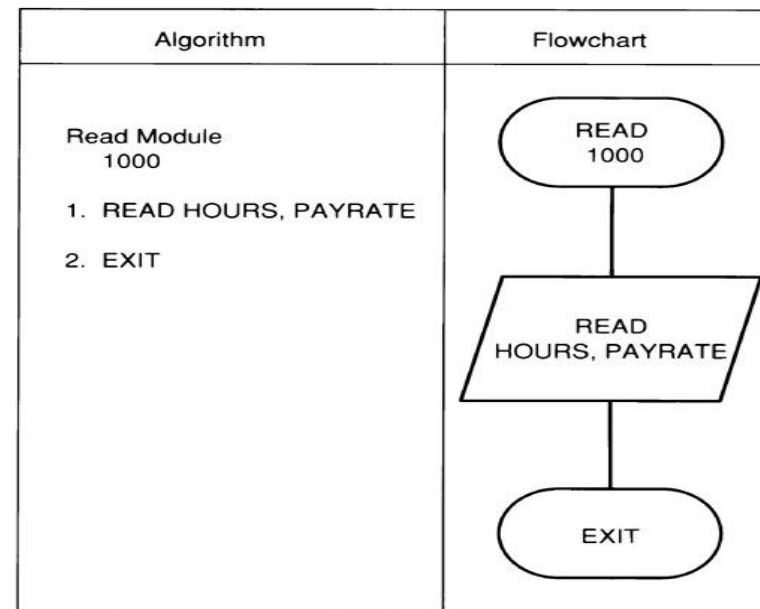 Algorithm
Flowchart
Read Module
1000
1. READ HOURS, PAYRATE
2. EXIT
READ
1000
READ
HOURS, PAYRATE
EXIT